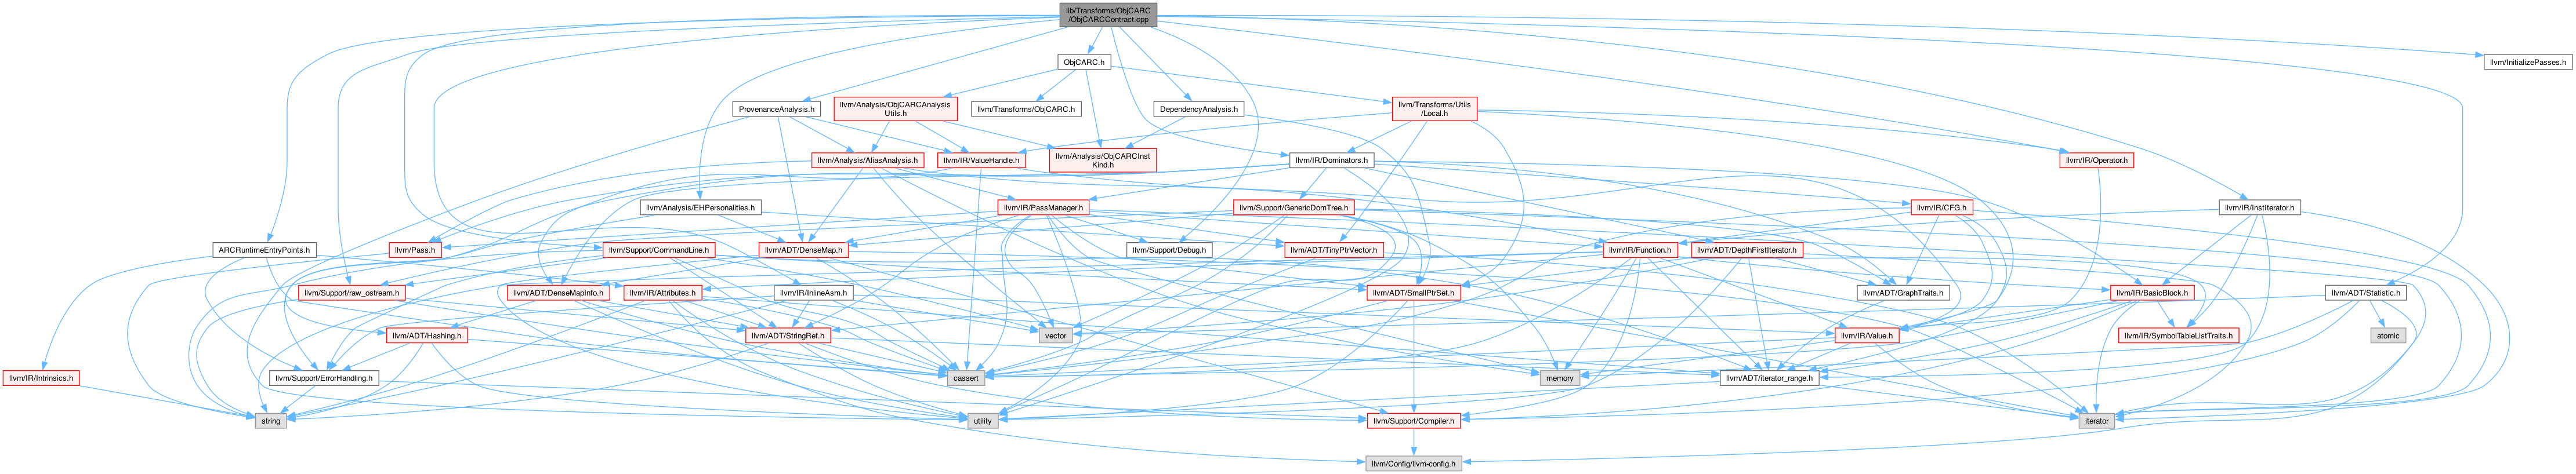 lib/Transforms/ObjCARC
/ObjCARCContract.cpp
llvm/InitializePasses.h
ObjCARC.h
ProvenanceAnalysis.h
llvm/Analysis/ObjCARCAnalysis
Utils.h
llvm/Transforms/ObjCARC.h
DependencyAnalysis.h
llvm/Transforms/Utils
/Local.h
llvm/Analysis/AliasAnalysis.h
llvm/IR/ValueHandle.h
llvm/Analysis/ObjCARCInst
Kind.h
llvm/IR/Dominators.h
llvm/IR/Operator.h
llvm/Analysis/EHPersonalities.h
llvm/IR/PassManager.h
llvm/Support/GenericDomTree.h
llvm/IR/CFG.h
llvm/IR/InstIterator.h
ARCRuntimeEntryPoints.h
llvm/Pass.h
llvm/Support/CommandLine.h
llvm/ADT/DenseMap.h
llvm/Support/Debug.h
llvm/ADT/TinyPtrVector.h
llvm/IR/Function.h
llvm/ADT/DepthFirstIterator.h
llvm/Support/raw_ostream.h
llvm/ADT/DenseMapInfo.h
llvm/IR/Attributes.h
llvm/IR/InlineAsm.h
llvm/ADT/SmallPtrSet.h
llvm/ADT/GraphTraits.h
llvm/IR/BasicBlock.h
llvm/ADT/Statistic.h
llvm/ADT/Hashing.h
llvm/ADT/StringRef.h
vector
llvm/IR/Value.h
llvm/IR/SymbolTableListTraits.h
atomic
llvm/IR/Intrinsics.h
llvm/Support/ErrorHandling.h
cassert
memory
llvm/ADT/iterator_range.h
string
utility
llvm/Support/Compiler.h
iterator
llvm/Config/llvm-config.h